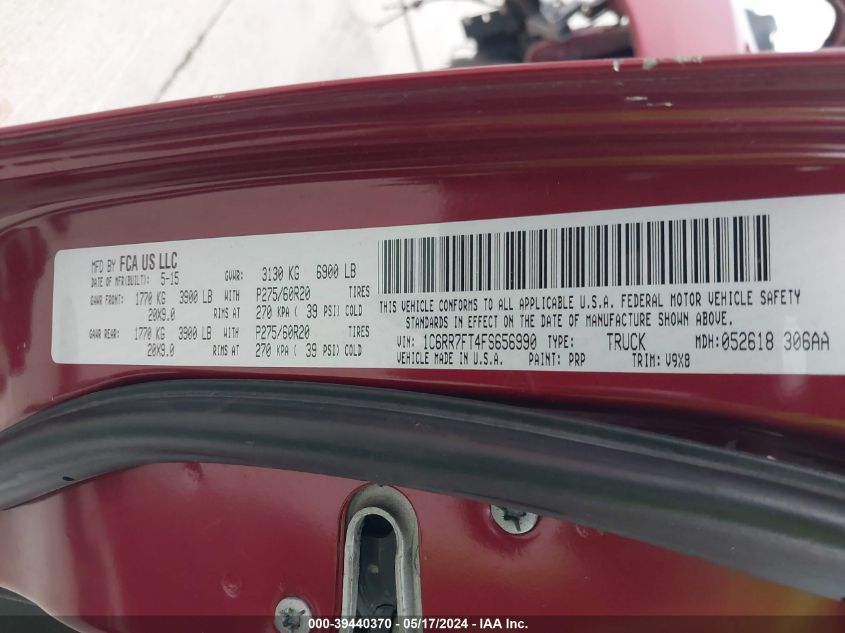 MFD BY FCA US LLC
DATE OF MFR(BUILT): 5-15 GVWR: 3130 KG 6900 LB
GAWR FRONT: 1770 KG 3900 LB WITH P275/60R20 TIRES
20X9.0 RIMS AT 270 KPA ( 39 PSI) COLD
GAWR REAR: 1770 KG 3900 LB WITH P275/60R20 TIRES
20X9.0 RIMS AT 270 KPA ( 39 PSI) COLD
THIS VEHICLE CONFORMS TO ALL APPLICABLE U.S.A. FEDERAL MOTOR VEHICLE SAFETY
STANDARDS IN EFFECT ON THE DATE OF MANUFACTURE SHOWN ABOVE.
VIN: 1C6RR7FT4FS656990 TYPE: TRUCK MDH: 052618 306AA
VEHICLE MADE IN U.S.A. PAINT: PRP TRIM: V9X8
000-39440370 — 05/17/2024 — IAA Inc.